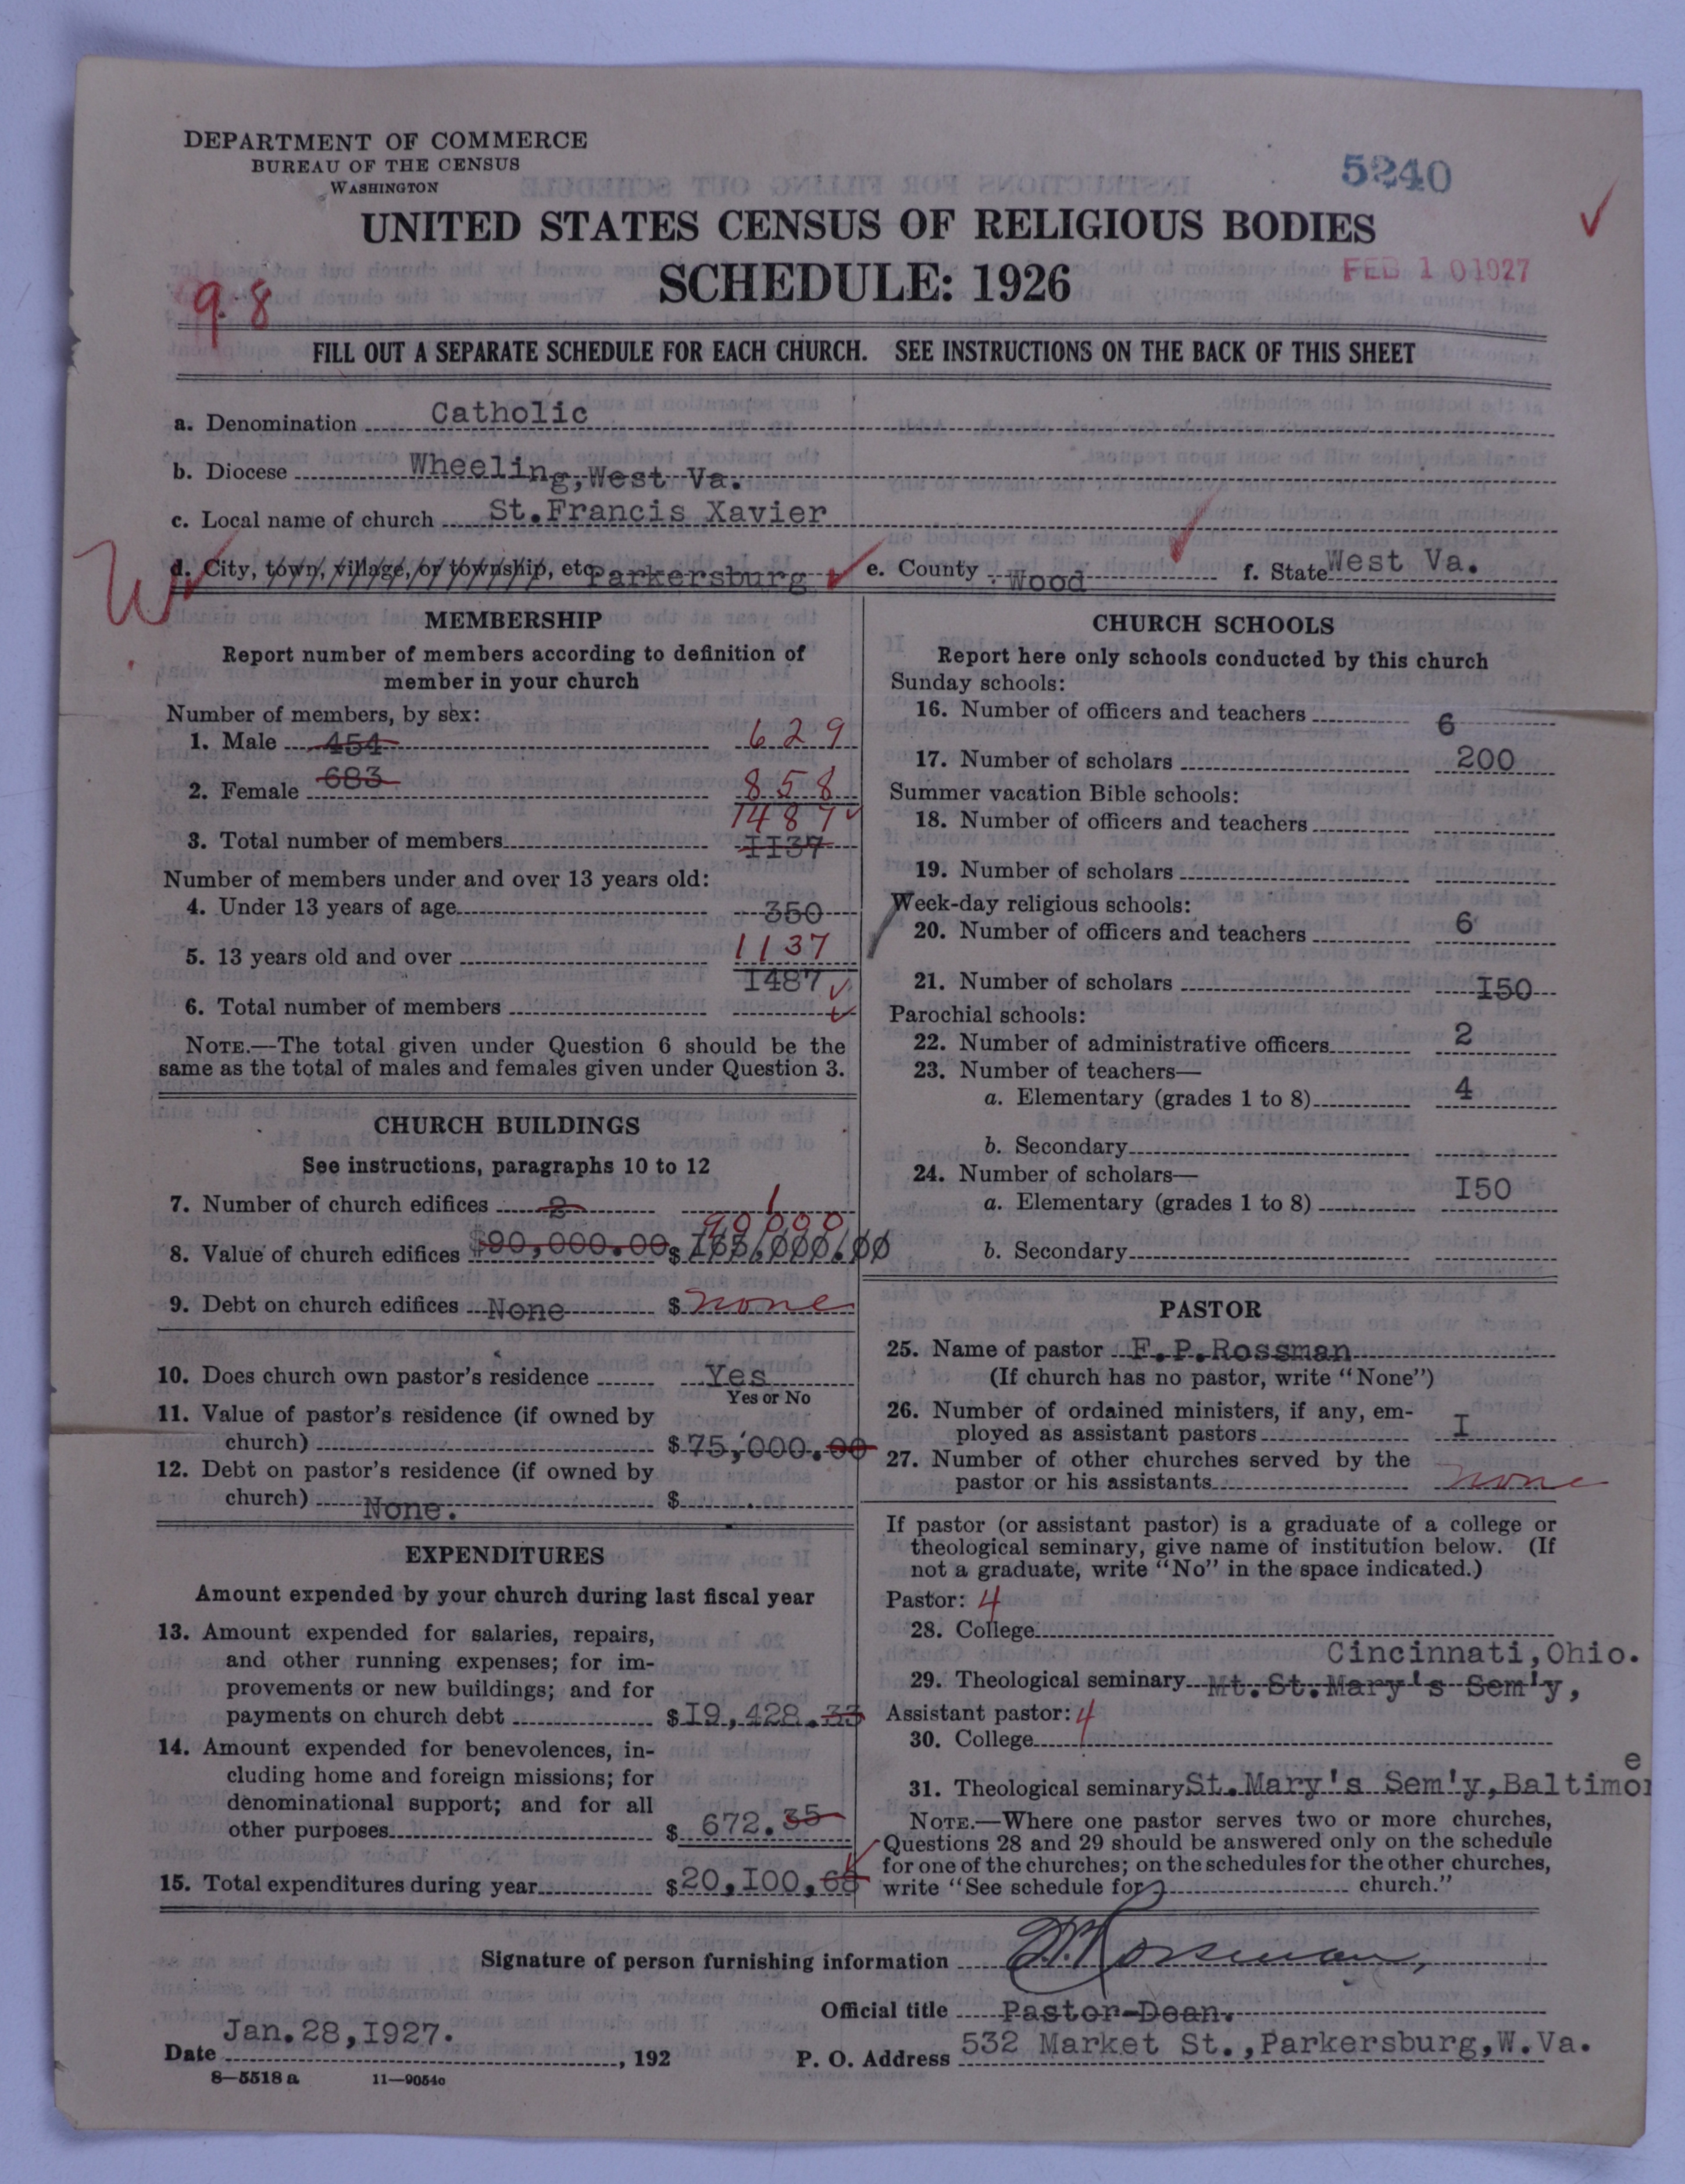 DEPARTMENT OF COMMERCE
BUREAU OF THE CENSUS
WASHINGTON
5240
UNITED STATES CENSUS OF RELIGIOUS BODIES
SCHEDULE: 1926
FEB 10 1927
9.8
FILL OUT A SEPARATE SCHEDULE FOR EACH CHURCH. SEE INSTRUCTIONS ON THE BACK OF THIS SHEET
a. Denomination Catholic
b. Diocese Wheeling, West Va.
c. Local name of church St.Francis Xavier
d. City, town, village, or township, etc. Parkersburg e. County Wood f. State West Va.
W
MEMBERSHIP
Report number of members according to definition of
member in your church
Number of members, by sex:
1. Male 454 629
2. Female 683 858
1487
3. Total number of members 1137
Number of members under and over 13 years old:
4. Under 13 years of age 350
5. 13 years old and over 1137
I487
6. Total number of members
NOTE.—The total given under Question 6 should be the
same as the total of males and females given under Question 3.
CHURCH BUILDINGS
See instructions, paragraphs 10 to 12
7. Number of church edifices 2 1
90000
8. Value of church edifices $90,000.00 $ I65,000.00
9. Debt on church edifices None $ none
10. Does church own pastor's residence Yes
Yes or No
11. Value of pastor's residence (if owned by
church) $ 75,000.00
12. Debt on pastor's residence (if owned by
church) None. $
EXPENDITURES
Amount expended by your church during last fiscal year
13. Amount expended for salaries, repairs,
and other running expenses; for im-
provements or new buildings; and for
payments on church debt $ I9,428.33
14. Amount expended for benevolences, in-
cluding home and foreign missions; for
denominational support; and for all
other purposes $ 672.35
15. Total expenditures during year $ 20,I00,68
CHURCH SCHOOLS
Report here only schools conducted by this church
Sunday schools:
16. Number of officers and teachers 6
17. Number of scholars 200
Summer vacation Bible schools:
18. Number of officers and teachers
19. Number of scholars
Week-day religious schools:
20. Number of officers and teachers 6
21. Number of scholars I50
Parochial schools:
22. Number of administrative officers 2
23. Number of teachers—
a. Elementary (grades 1 to 8) 4
b. Secondary
24. Number of scholars—
a. Elementary (grades 1 to 8) I50
b. Secondary
PASTOR
25. Name of pastor F.P.Rossman
(If church has no pastor, write "None")
26. Number of ordained ministers, if any, em-
ployed as assistant pastors I
27. Number of other churches served by the
pastor or his assistants none
If pastor (or assistant pastor) is a graduate of a college or
theological seminary, give name of institution below. (If
not a graduate, write "No" in the space indicated.)
Pastor: 4
28. College
Cincinnati,Ohio.
29. Theological seminary Mt.St.Mary's Sem'y,
Assistant pastor: 4
30. College
e
31. Theological seminary St.Mary's Sem'y,Baltimor
NOTE.—Where one pastor serves two or more churches,
Questions 28 and 29 should be answered only on the schedule
for one of the churches; on the schedules for the other churches,
write "See schedule for church."
Signature of person furnishing information F.P. Rossman,
Official title Pastor-Dean.
Date Jan.28,I927. , 192
P. O. Address 532 Market St.,Parkersburg,W.Va.
8—5518 a 11—9054c